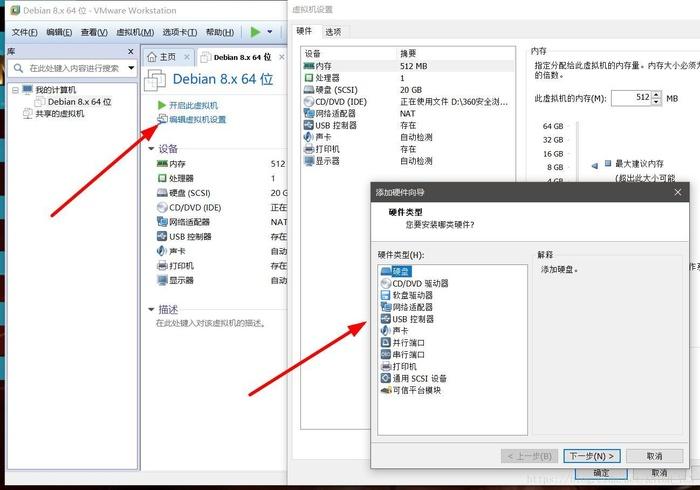 Debian 8.x 64 位 - VMware Workstation
文件(F) 编辑(E) 查看(V) 虚拟机(M) 选项卡(T) 帮助(H)
库
在此处键入内容进行搜索
我的计算机
Debian 8.x 64 位
共享的虚拟机
主页
Debian 8.x 64 位
Debian 8.x 64 位
开启此虚拟机
编辑虚拟机设置
设备
内存 512
处理器 1
硬盘 (SCSI) 20 G
CD/DVD (IDE) 正在
网络适配器 NAT
USB 控制器 存在
声卡 自动
打印机 存在
显示器 自动
描述
在此处键入对该虚拟机的描述。
虚拟机设置
硬件 选项
设备 摘要
内存 512 MB
处理器 1
硬盘 (SCSI) 20 GB
CD/DVD (IDE) 正在使用文件 D:\360安全浏...
网络适配器 NAT
USB 控制器 存在
声卡 自动检测
打印机 存在
显示器 自动检测
内存
指定分配给此虚拟机的内存量。内存大小必须为
的倍数。
此虚拟机的内存(M): 512 MB
64 GB
32 GB
16 GB
8 GB
4 GB
最大建议内存
(超出此大小可能
添加硬件向导
硬件类型
您要安装哪类硬件?
硬件类型(H):
硬盘
CD/DVD 驱动器
软盘驱动器
网络适配器
USB 控制器
声卡
并行端口
串行端口
打印机
通用 SCSI 设备
可信平台模块
解释
添加硬盘。
< 上一步(B) 下一步(N) > 取消
确定 取消